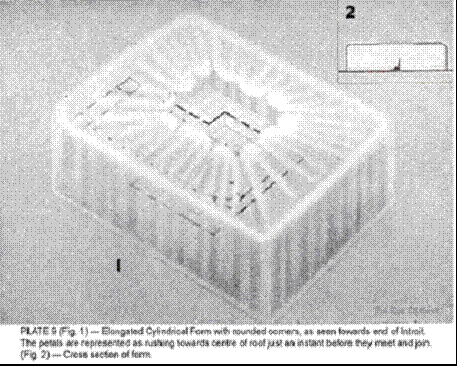 2
1
PLATE 9 (Fig. 1) — Elongated Cylindrical Form with rounded corners, as seen towards end of Introit.
The petals are represented as rushing towards centre of roof just an instant before they meet and join.
(Fig. 2) — Cross section of form.